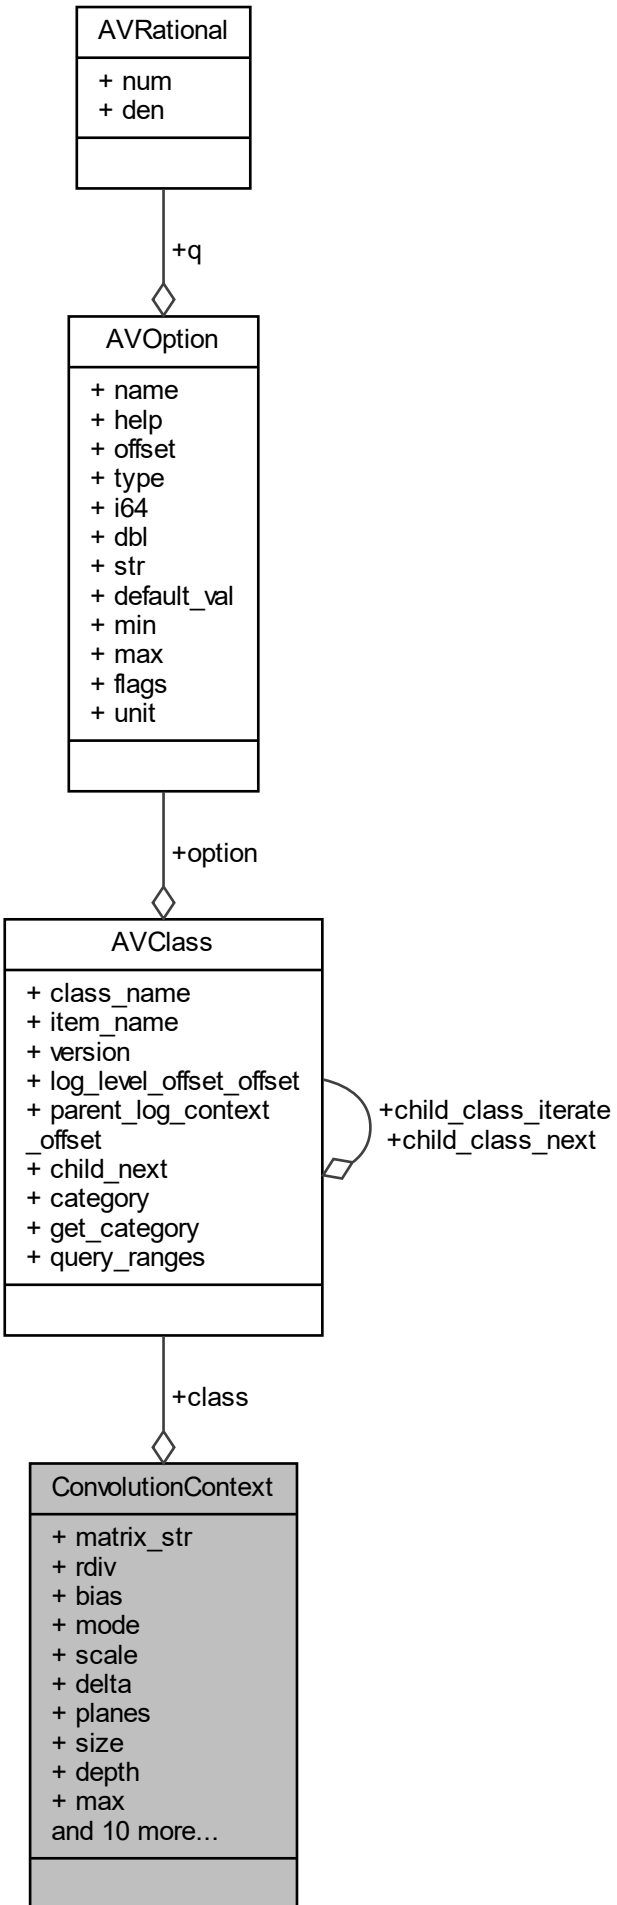 AVRational
+ num
+ den
+q
AVOption
+ name
+ help
+ offset
+ type
+ i64
+ dbl
+ str
+ default_val
+ min
+ max
+ flags
+ unit
+option
AVClass
+ class_name
+ item_name
+ version
+ log_level_offset_offset
+ parent_log_context
_offset
+ child_next
+ category
+ get_category
+ query_ranges
+child_class_iterate
+child_class_next
+class
ConvolutionContext
+ matrix_str
+ rdiv
+ bias
+ mode
+ scale
+ delta
+ planes
+ size
+ depth
+ max
and 10 more...